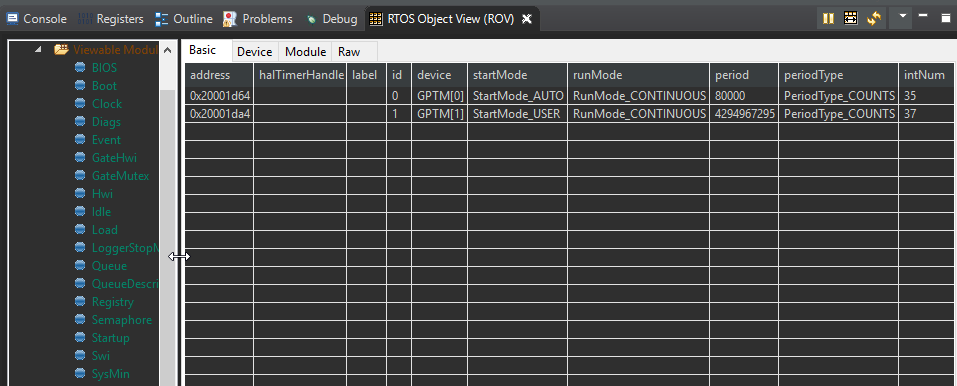 Console Registers Outline Problems Debug RTOS Object View (ROV)
Viewable Modul
BIOS
Boot
Clock
Diags
Event
GateHwi
GateMutex
Hwi
Idle
Load
LoggerStopM
Queue
QueueDescri
Registry
Semaphore
Startup
Swi
SysMin
Basic Device Module Raw
address halTimerHandle label id device startMode runMode period periodType intNum
0x20001d64 0 GPTM[0] StartMode_AUTO RunMode_CONTINUOUS 80000 PeriodType_COUNTS 35
0x20001da4 1 GPTM[1] StartMode_USER RunMode_CONTINUOUS 4294967295 PeriodType_COUNTS 37